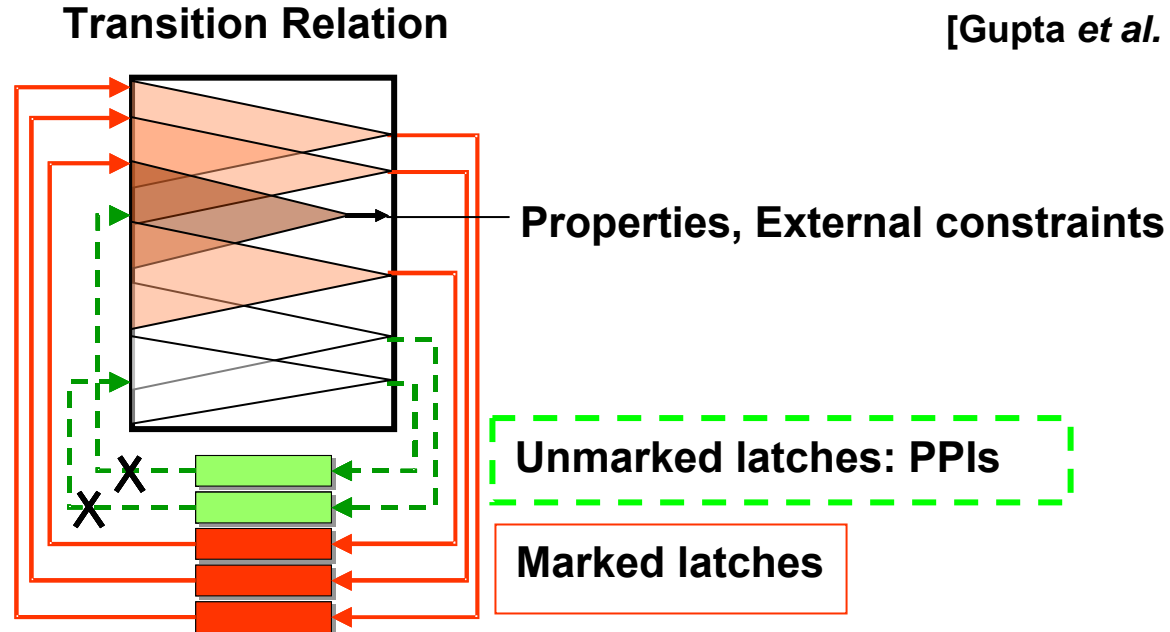 Transition Relation
[Gupta et al.
Properties, External constraints
Unmarked latches: PPIs
Marked latches
X
X